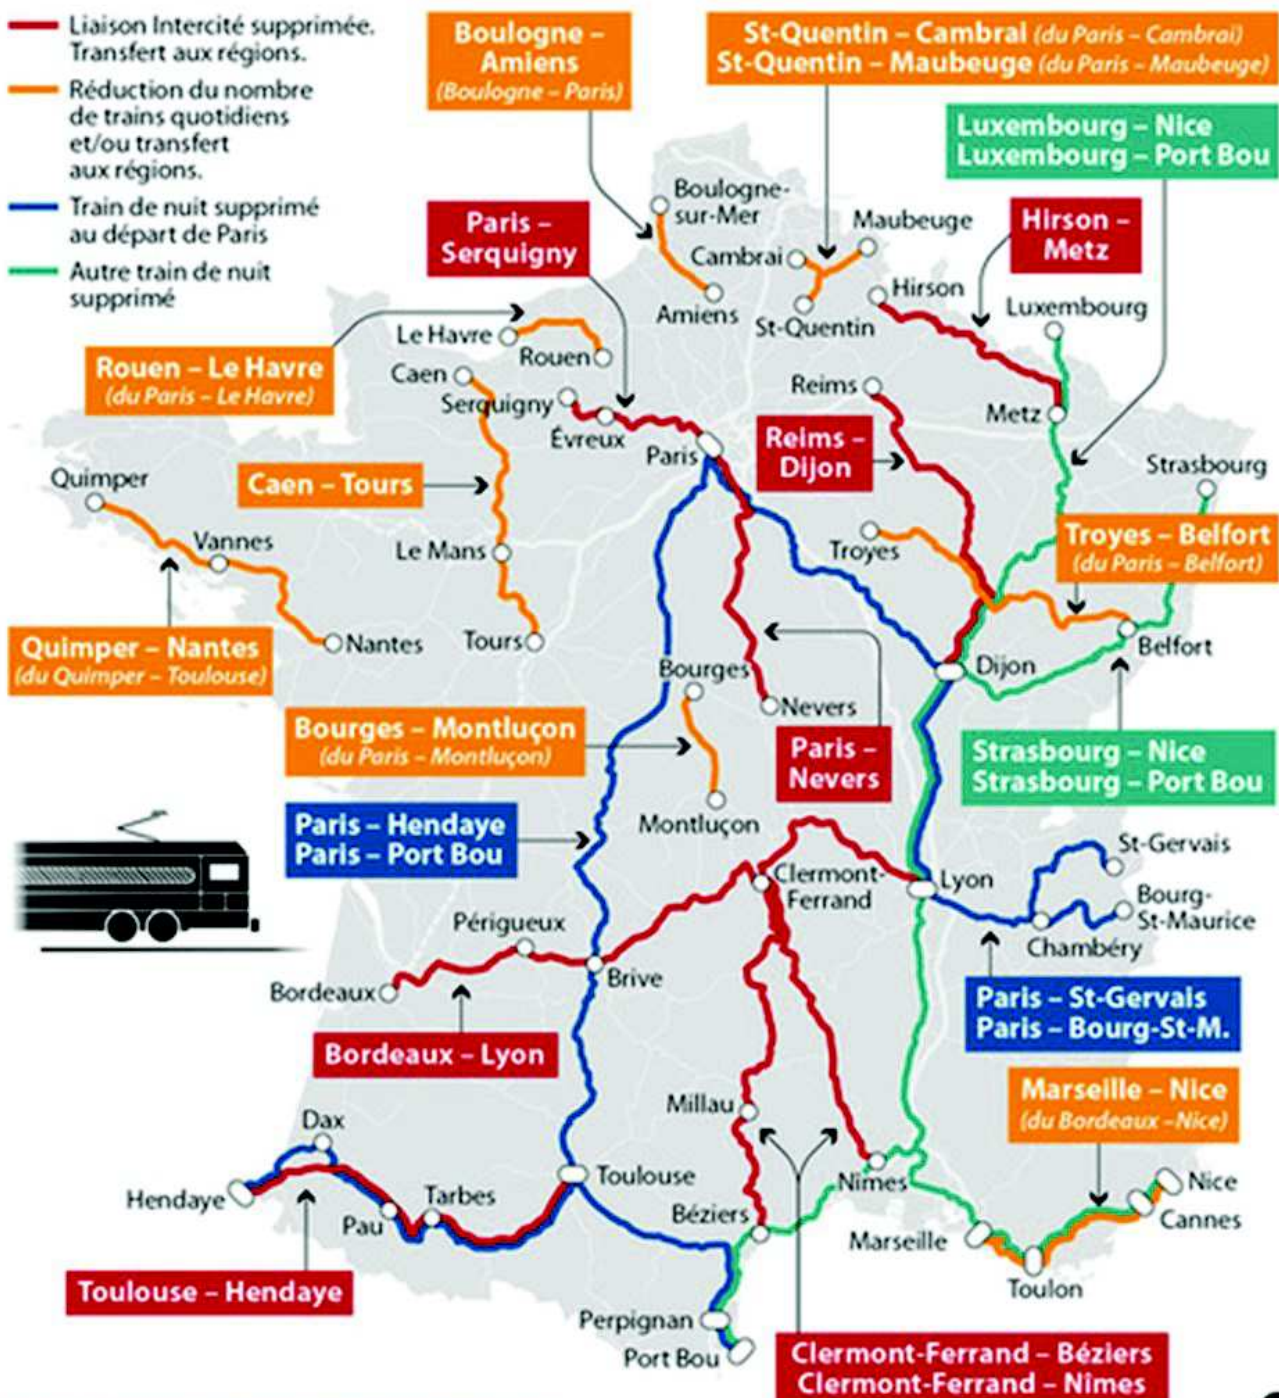 Liaison Intercité supprimée.
Transfert aux régions.
Réduction du nombre
de trains quotidiens
et/ou transfert
aux régions.
Train de nuit supprimé
au départ de Paris
Autre train de nuit
supprimé
Boulogne –
Amiens
(Boulogne – Paris)
St-Quentin – Cambrai (du Paris – Cambrai)
St-Quentin – Maubeuge (du Paris – Maubeuge)
Luxembourg – Nice
Luxembourg – Port Bou
Paris –
Serquigny
Hirson –
Metz
Boulogne-
sur-Mer
Maubeuge
Cambrai
Hirson
Amiens
St-Quentin
Luxembourg
Le Havre
Rouen
Rouen – Le Havre
(du Paris – Le Havre)
Caen
Serquigny
Évreux
Paris
Reims
Metz
Reims –
Dijon
Strasbourg
Quimper
Caen – Tours
Vannes
Le Mans
Troyes
Troyes – Belfort
(du Paris – Belfort)
Quimper – Nantes
(du Quimper – Toulouse)
Nantes
Tours
Bourges
Dijon
Belfort
Nevers
Bourges – Montluçon
(du Paris – Montluçon)
Paris –
Nevers
Strasbourg – Nice
Strasbourg – Port Bou
Montluçon
Paris – Hendaye
Paris – Port Bou
Clermont-
Ferrand
Lyon
St-Gervais
Bourg-
St-Maurice
Chambéry
Périgueux
Bordeaux
Brive
Paris – St-Gervais
Paris – Bourg-St-M.
Bordeaux – Lyon
Marseille – Nice
(du Bordeaux –Nice)
Millau
Dax
Hendaye
Pau
Tarbes
Toulouse
Nîmes
Béziers
Nice
Cannes
Marseille
Toulon
Toulouse – Hendaye
Perpignan
Port Bou
Clermont-Ferrand – Béziers
Clermont-Ferrand – Nîmes